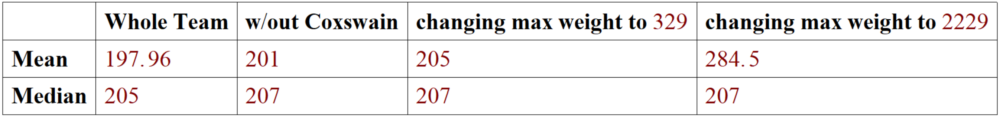 Whole Team w/out Coxswain changing max weight to 329 changing max weight to 2229
Mean 197.96 201 205 284.5
Median 205 207 207 207